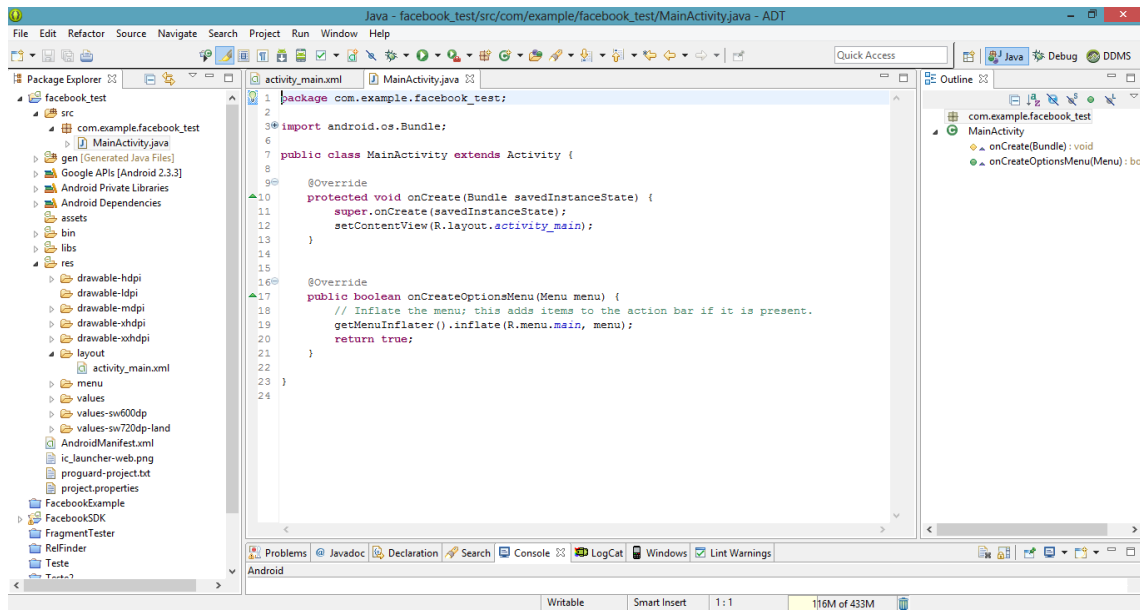 Java - facebook_test/src/com/example/facebook_test/MainActivity.java - ADT
File Edit Refactor Source Navigate Search Project Run Window Help
Quick Access
Java
Debug
DDMS
Package Explorer
facebook_test
src
com.example.facebook_test
MainActivity.java
gen [Generated Java Files]
Google APIs [Android 2.3.3]
Android Private Libraries
Android Dependencies
assets
bin
libs
res
drawable-hdpi
drawable-ldpi
drawable-mdpi
drawable-xhdpi
drawable-xxhdpi
layout
activity_main.xml
menu
values
values-sw600dp
values-sw720dp-land
AndroidManifest.xml
ic_launcher-web.png
proguard-project.txt
project.properties
FacebookExample
FacebookSDK
FragmentTester
RelFinder
Teste
Teste2
activity_main.xml
MainActivity.java
1 package com.example.facebook_test;
2
3 import android.os.Bundle;
6
7 public class MainActivity extends Activity {
8
9 @Override
10 protected void onCreate(Bundle savedInstanceState) {
11 super.onCreate(savedInstanceState);
12 setContentView(R.layout.activity_main);
13 }
14
15
16 @Override
17 public boolean onCreateOptionsMenu(Menu menu) {
18 // Inflate the menu; this adds items to the action bar if it is present.
19 getMenuInflater().inflate(R.menu.main, menu);
20 return true;
21 }
22
23 }
24
Outline
com.example.facebook_test
MainActivity
onCreate(Bundle) : void
onCreateOptionsMenu(Menu) : bo
Problems @ Javadoc Declaration Search Console LogCat Windows Lint Warnings
Android
Writable Smart Insert 1 : 1 116M of 433M